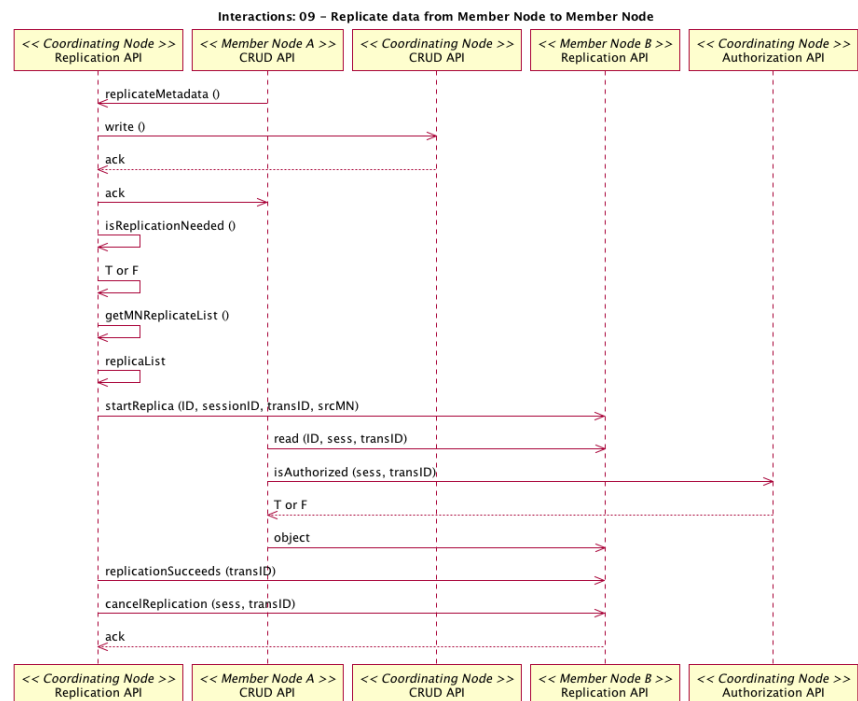 Interactions: 09 – Replicate data from Member Node to Member Node
<< Coordinating Node >>
Replication API
<< Member Node A >>
CRUD API
<< Coordinating Node >>
CRUD API
<< Member Node B >>
Replication API
<< Coordinating Node >>
Authorization API
replicateMetadata ()
write ()
ack
ack
isReplicationNeeded ()
T or F
getMNReplicateList ()
replicaList
startReplica (ID, sessionID, transID, srcMN)
read (ID, sess, transID)
isAuthorized (sess, transID)
T or F
object
replicationSucceeds (transID)
cancelReplication (sess, transID)
ack
<< Coordinating Node >>
Replication API
<< Member Node A >>
CRUD API
<< Coordinating Node >>
CRUD API
<< Member Node B >>
Replication API
<< Coordinating Node >>
Authorization API